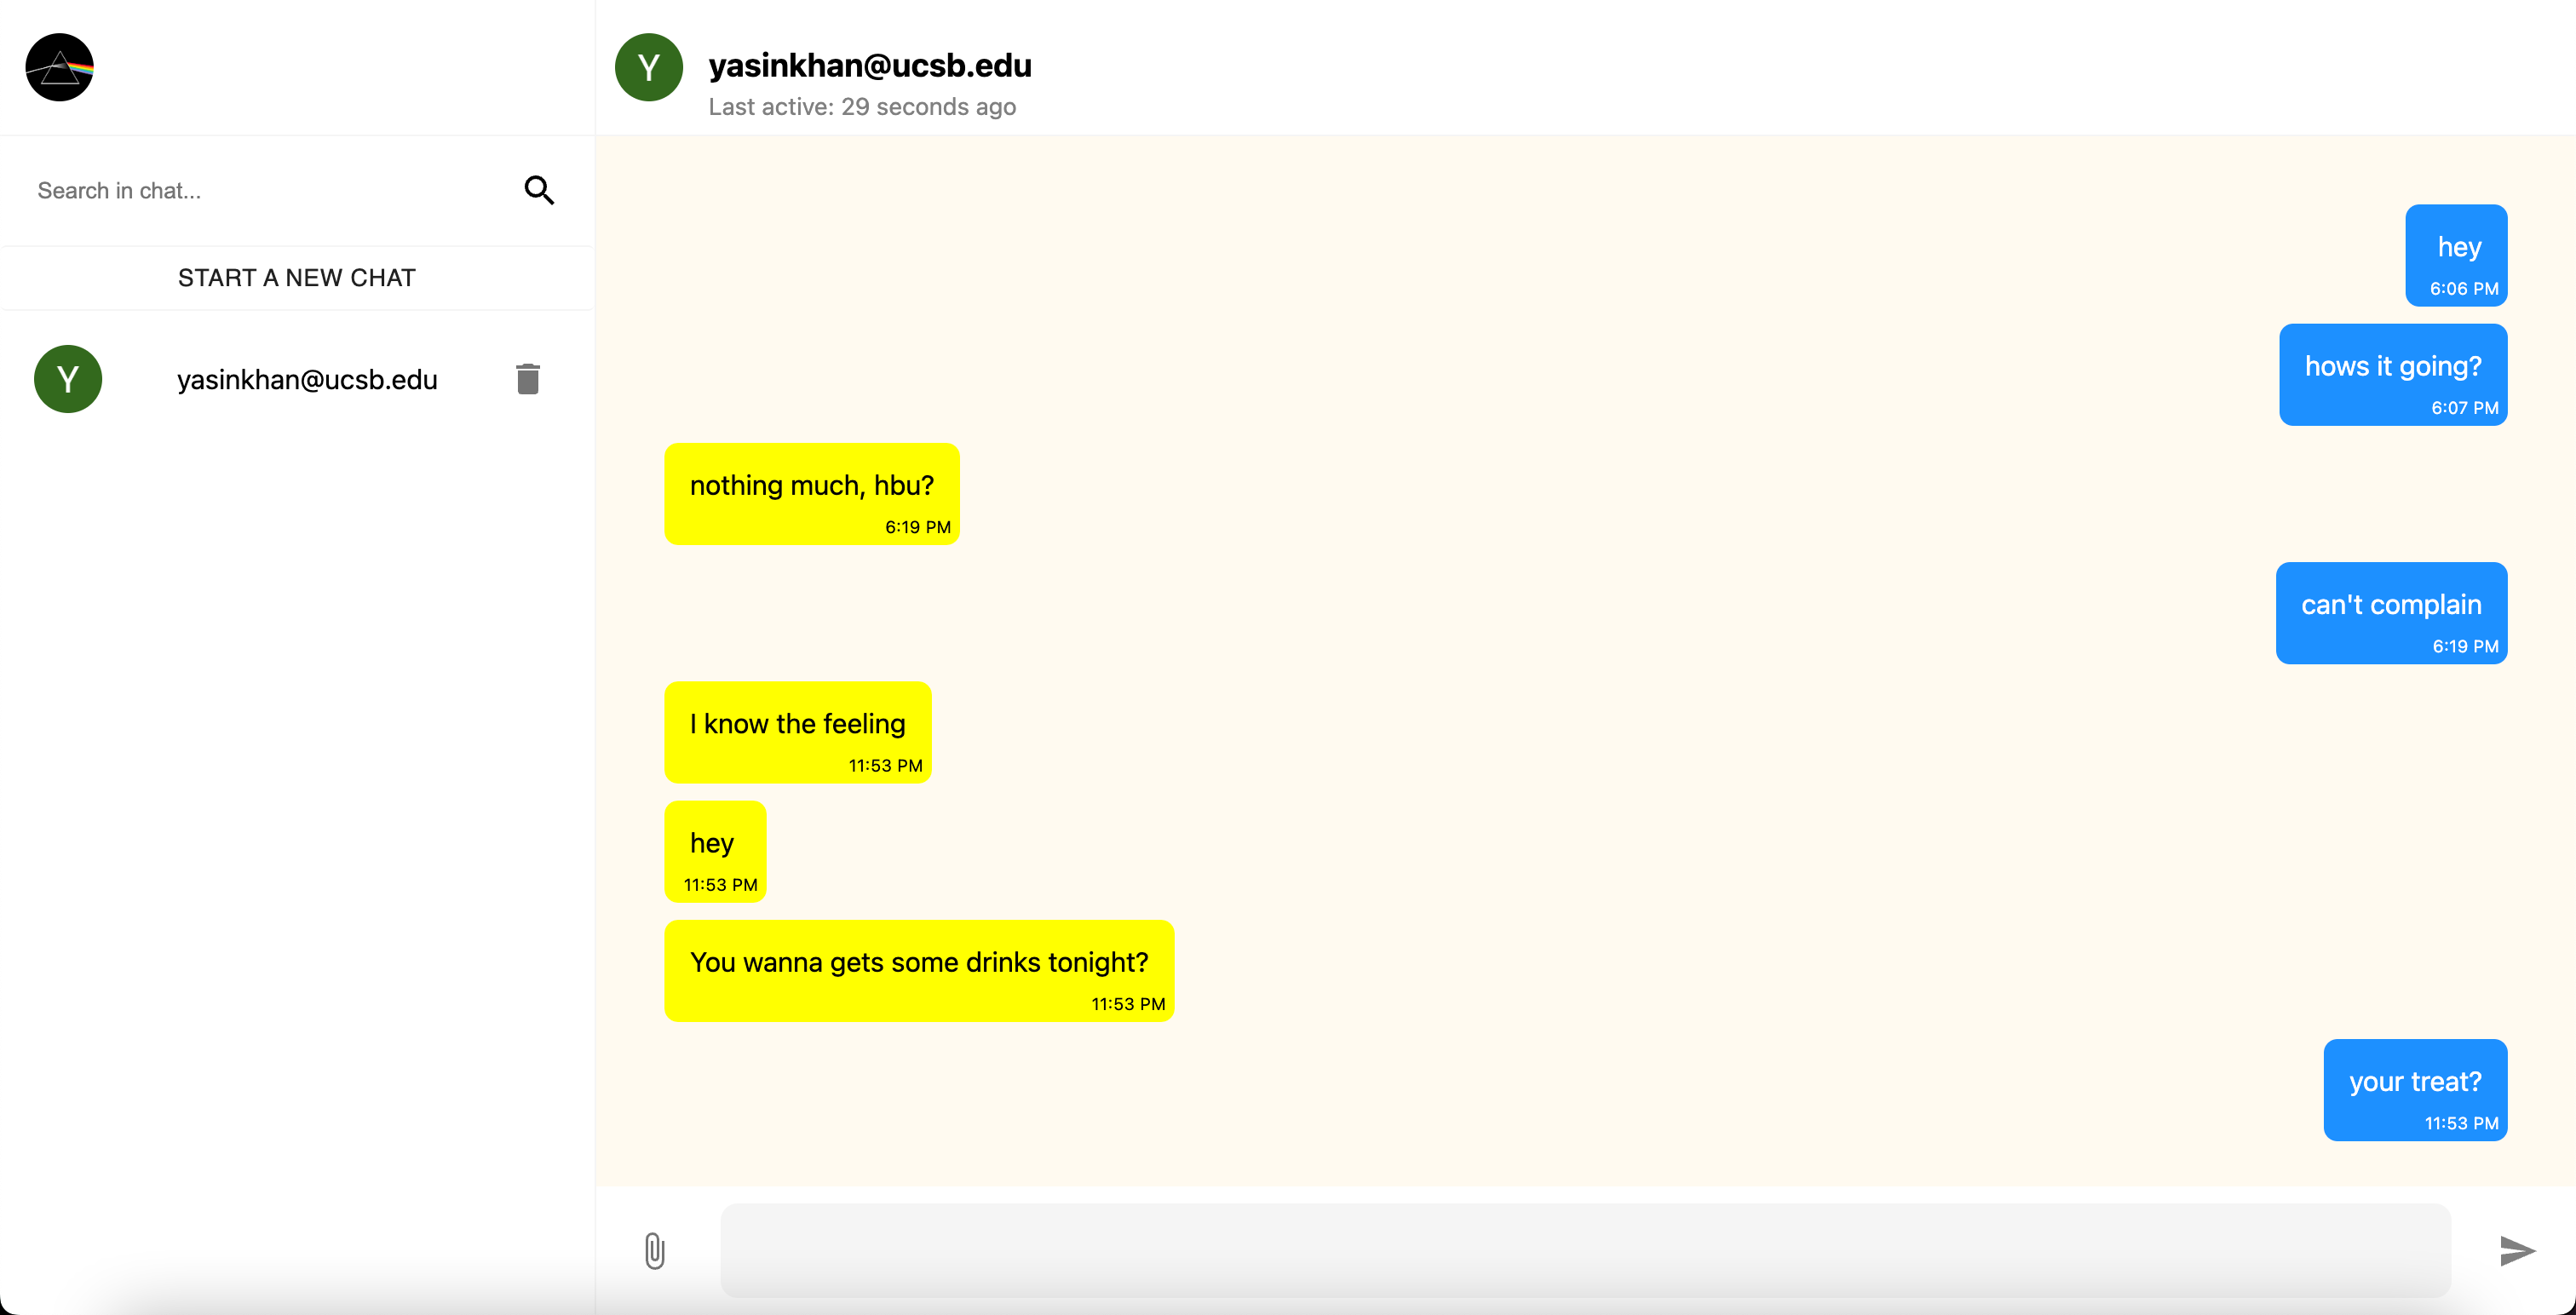 Y
yasinkhan@ucsb.edu
Last active: 29 seconds ago
Search in chat...
START A NEW CHAT
Y
yasinkhan@ucsb.edu
hey
6:06 PM
hows it going?
6:07 PM
nothing much, hbu?
6:19 PM
can't complain
6:19 PM
I know the feeling
11:53 PM
hey
11:53 PM
You wanna gets some drinks tonight?
11:53 PM
your treat?
11:53 PM